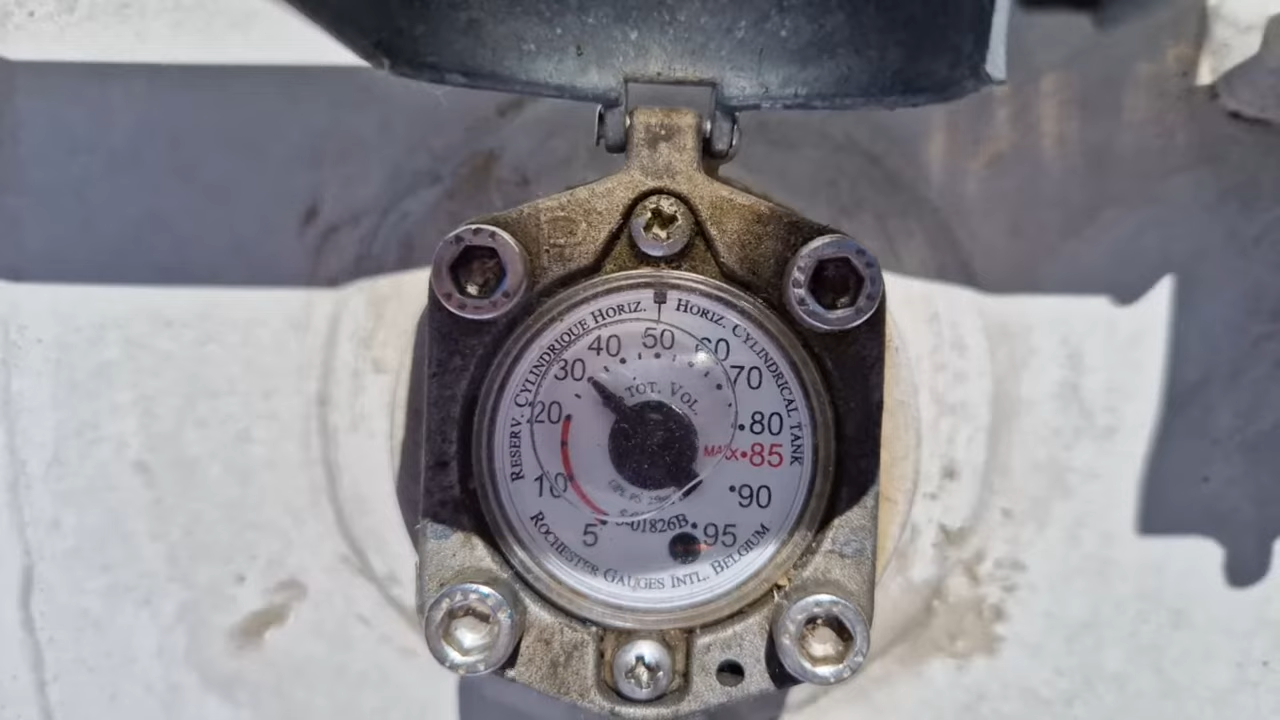 RESERV. CYLINDRIQUE HORIZ.
HORIZ. CYLINDRICAL TANK
50
40
60
30
70
TOT. VOL.
20
80
MAX 85
10
90
S-01826B
5
95
ROCHESTER GAUGES INTL. BELGIUM